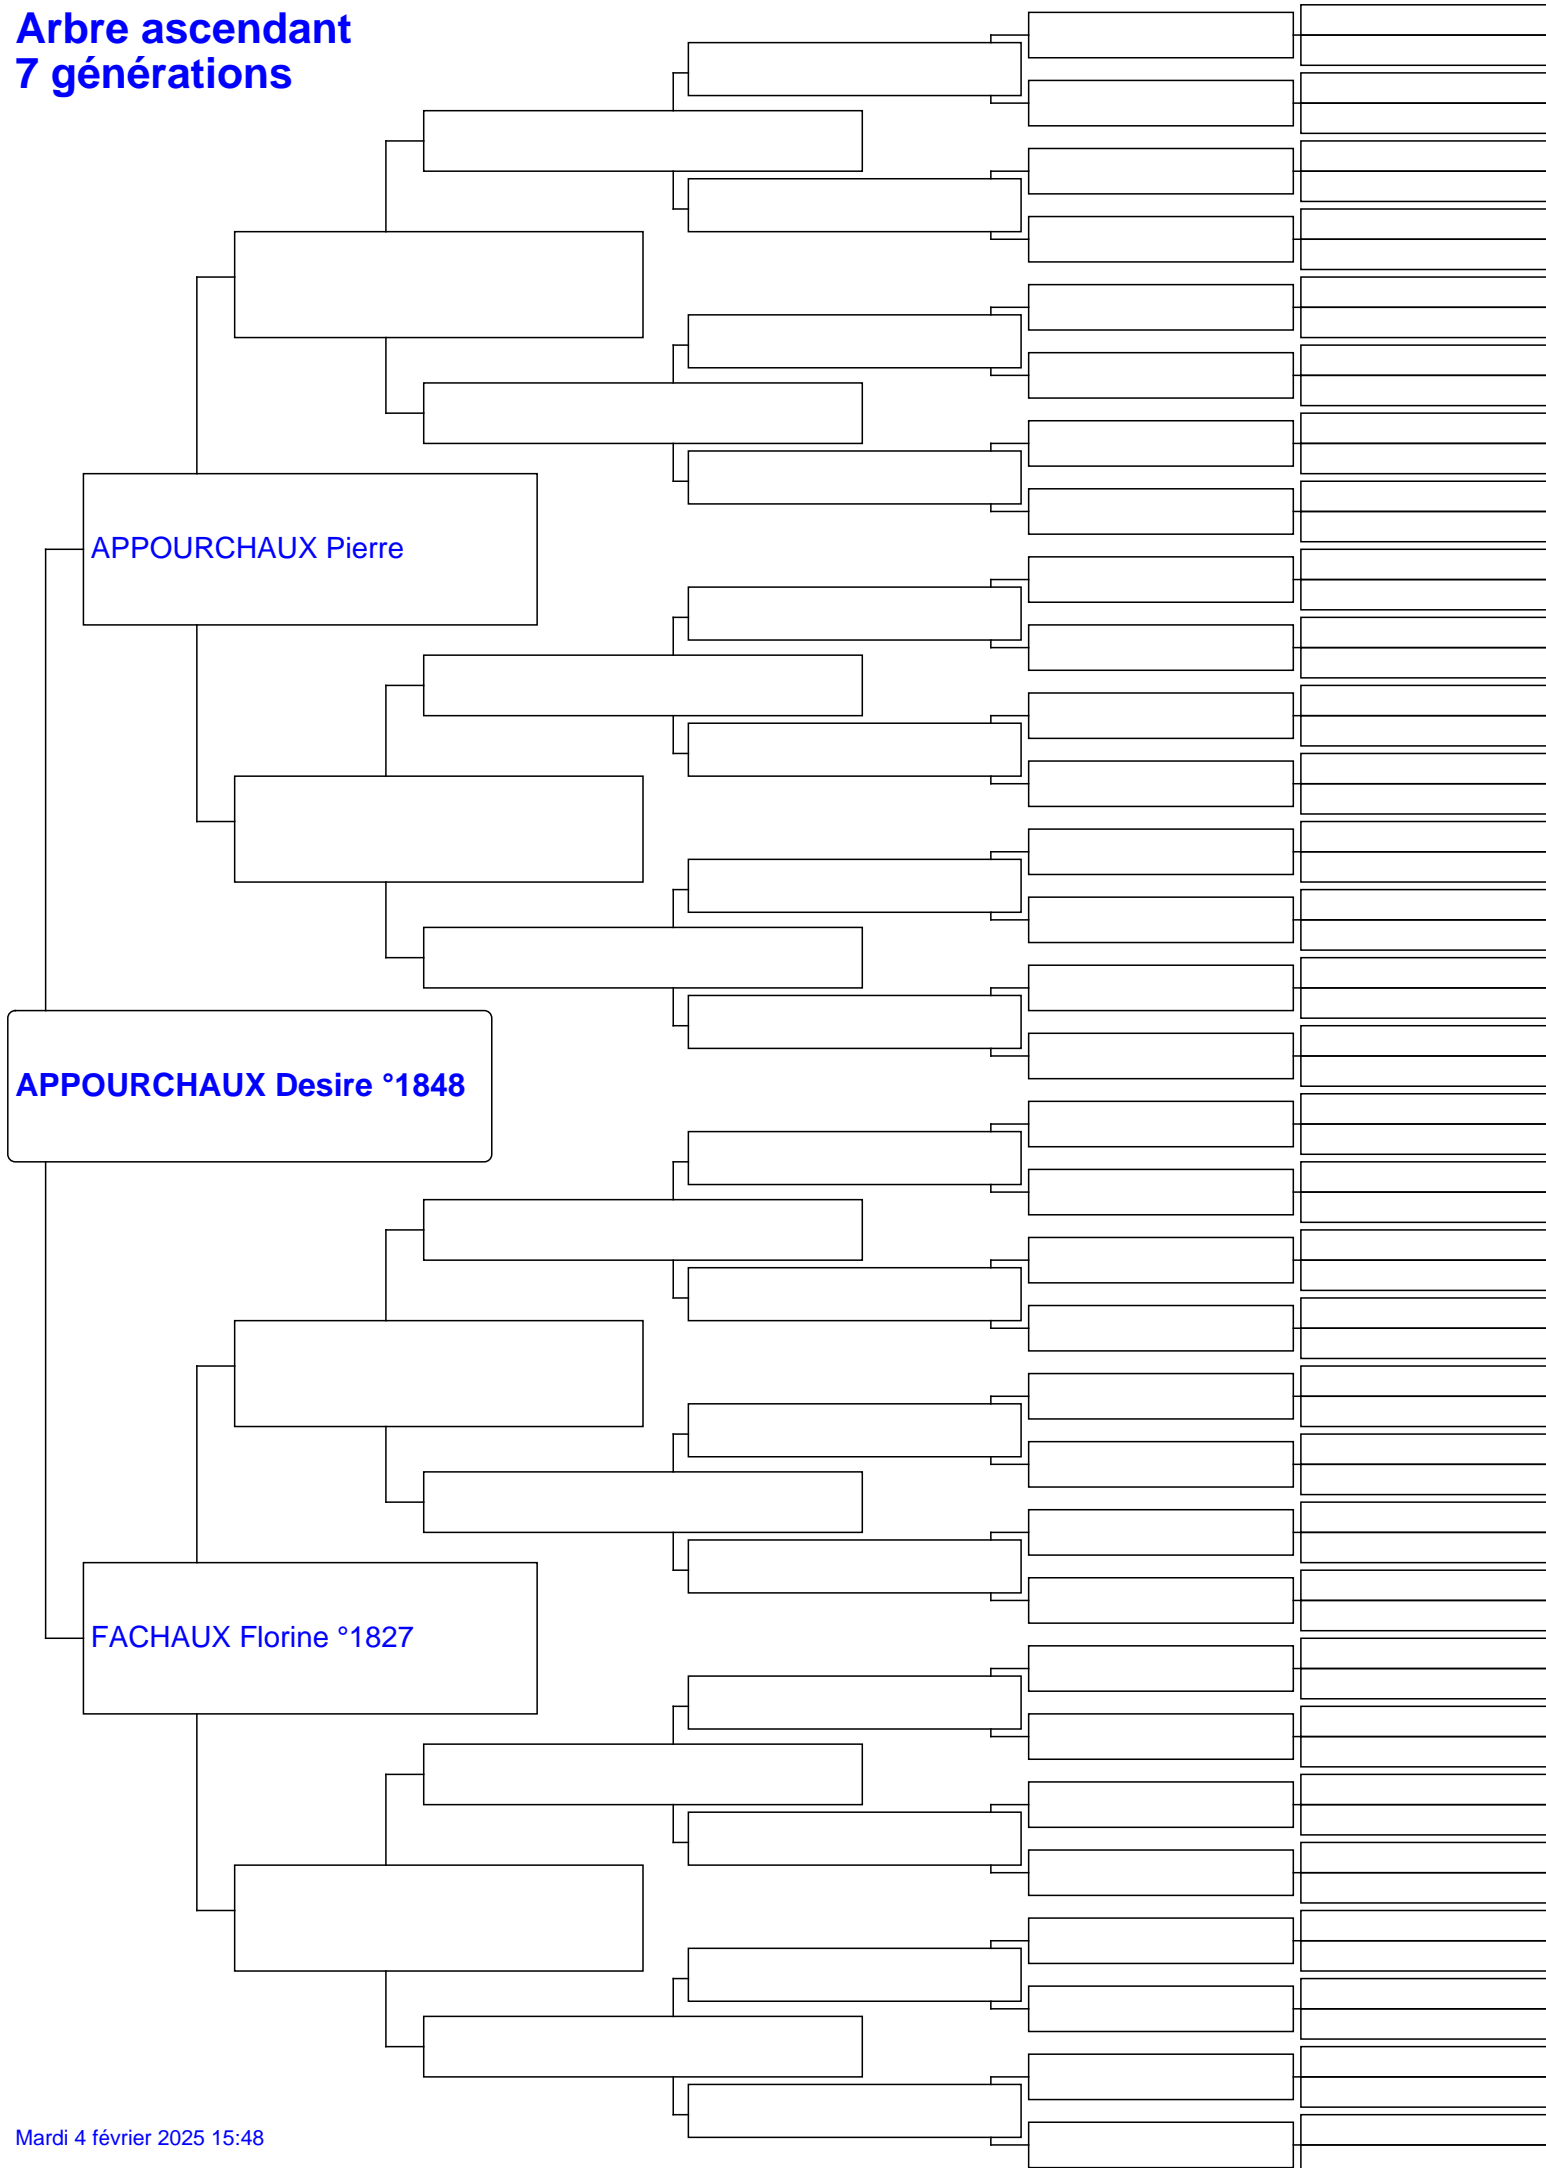 Arbre ascendant
7 générations
APPOURCHAUX Pierre
APPOURCHAUX Desire °1848
FACHAUX Florine °1827
Mardi 4 février 2025 15:48